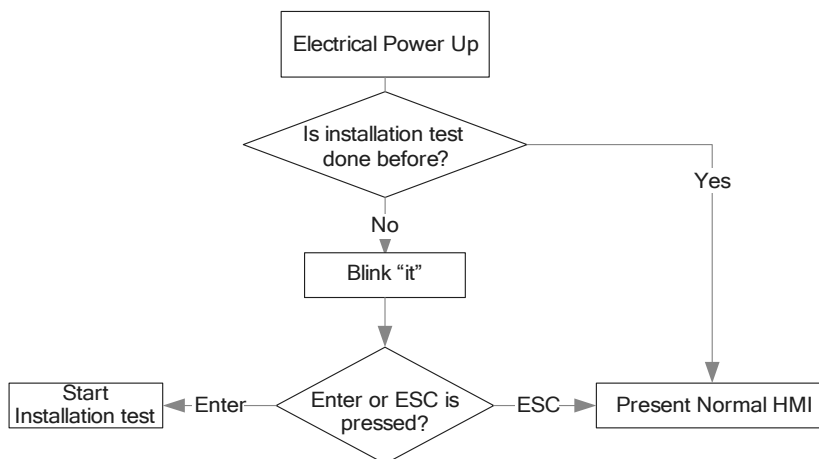 Electrical Power Up
Is installation test
done before?
Yes
No
Blink “it”
Start
Installation test
Enter
Enter or ESC is
pressed?
ESC
Present Normal HMI